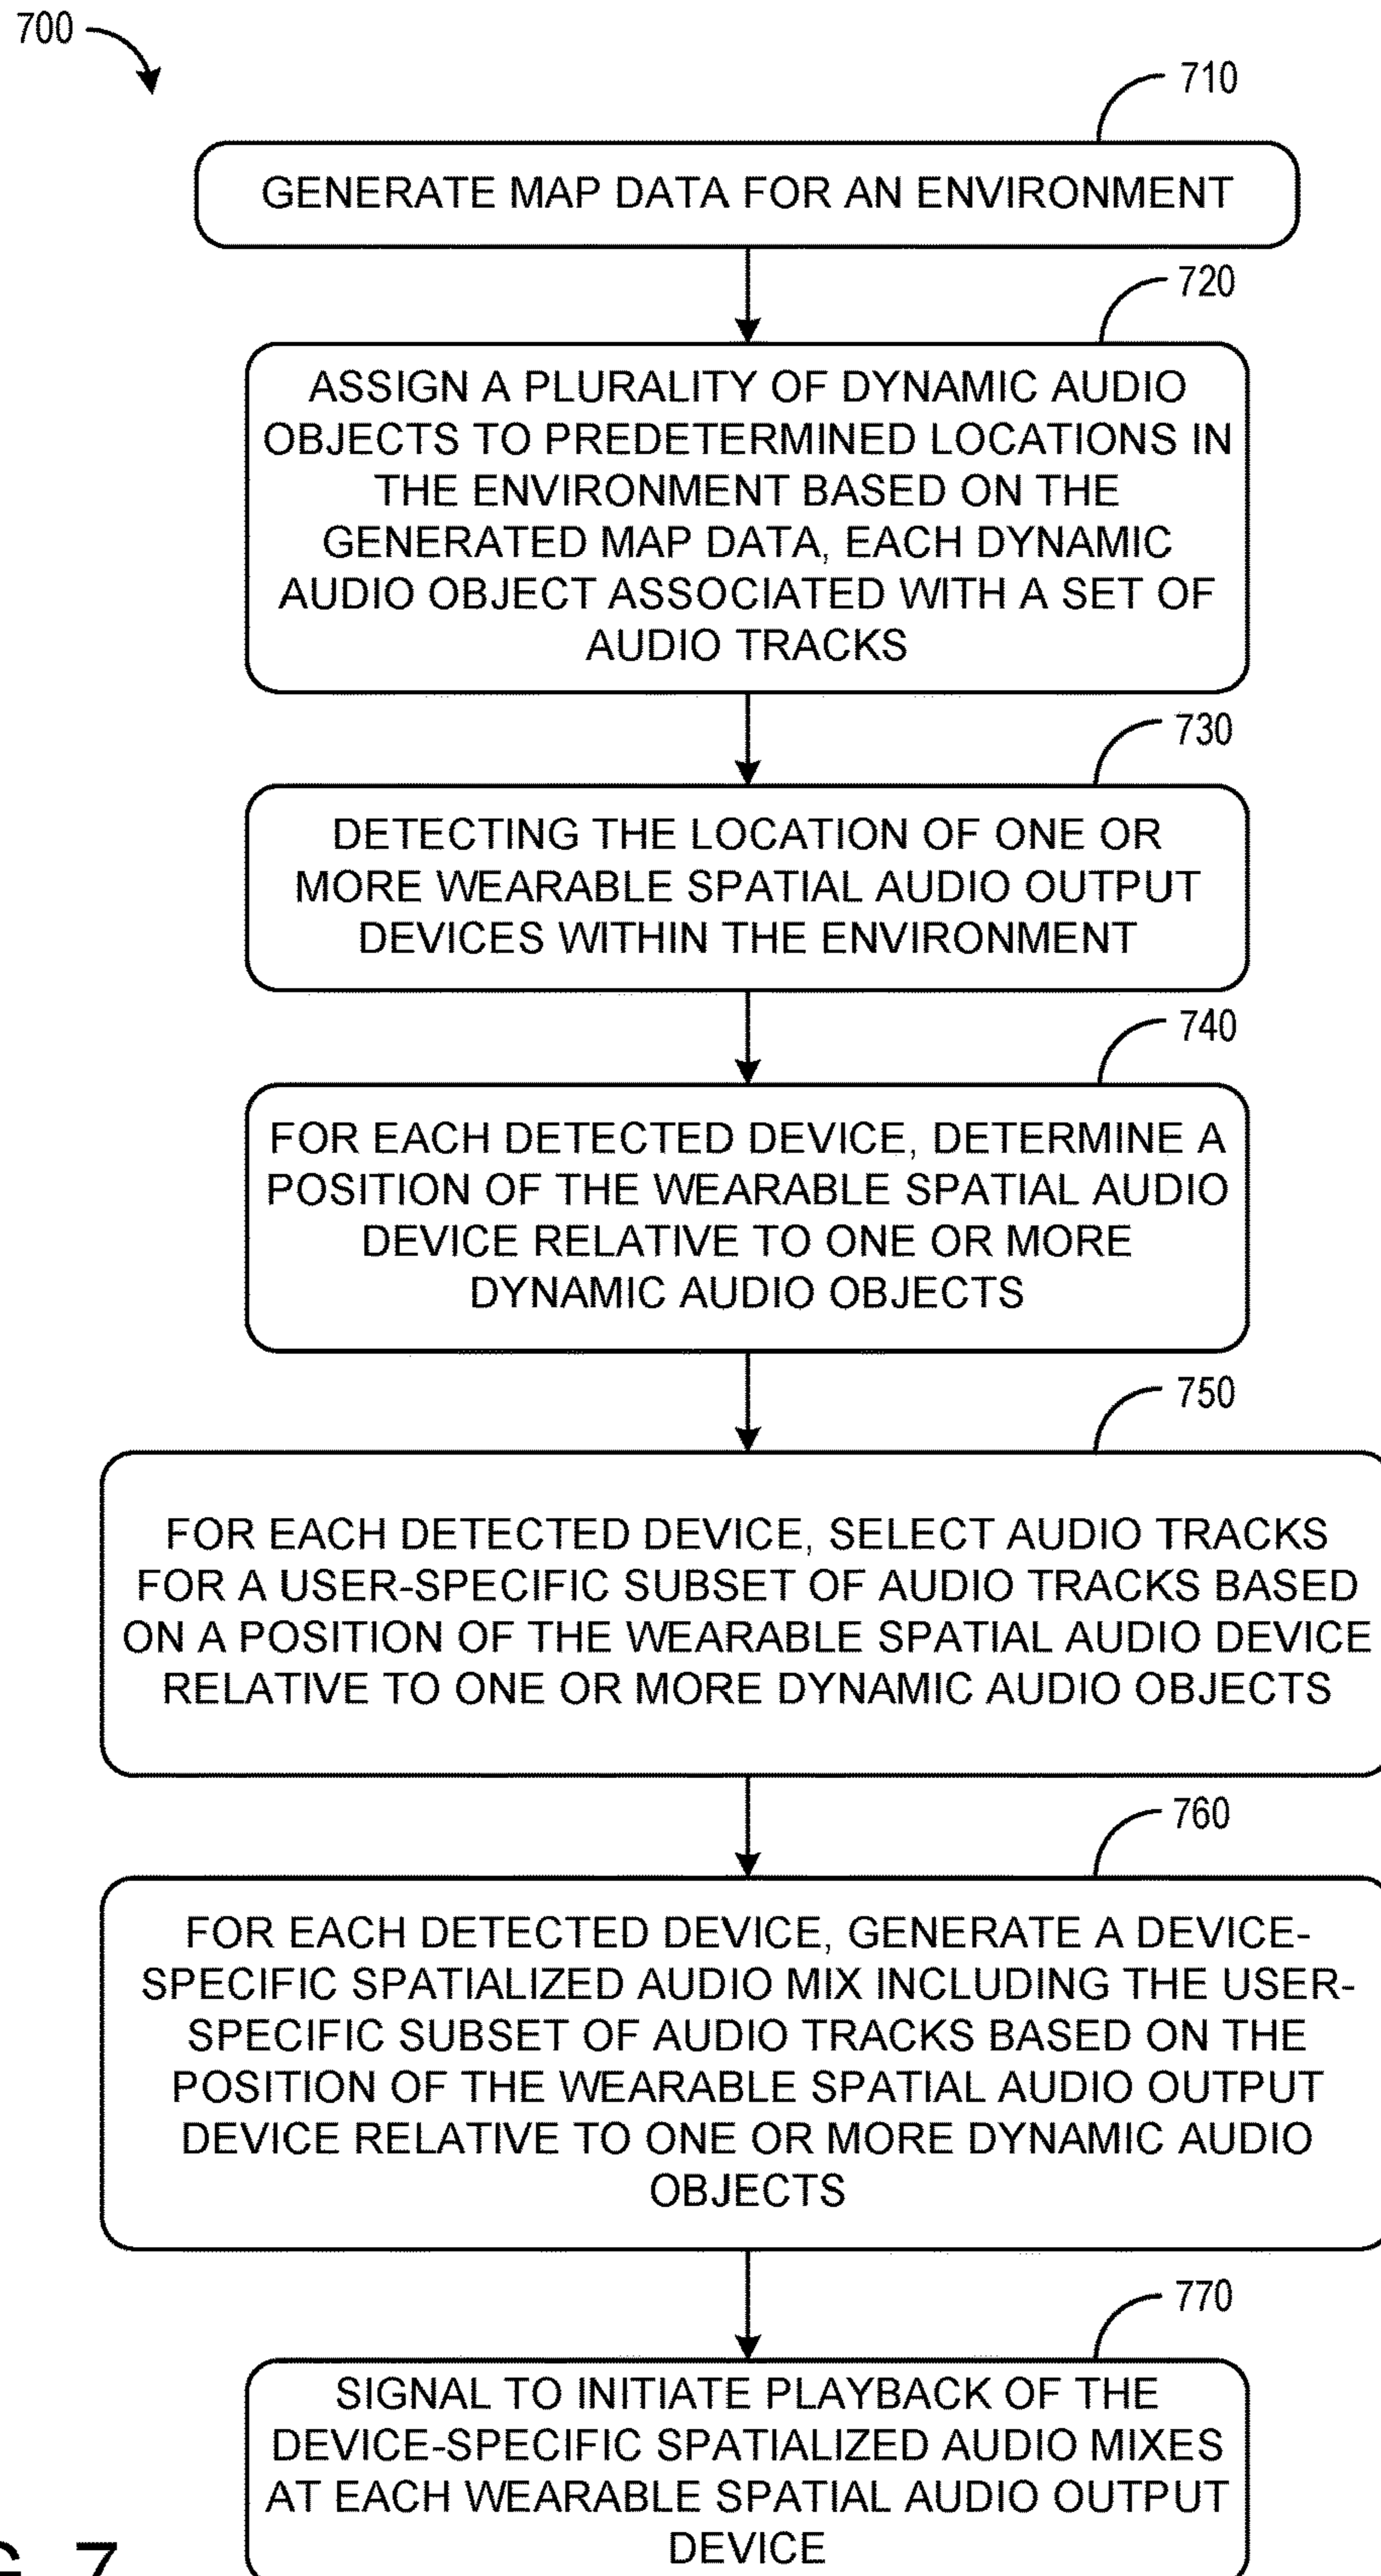 700
710
GENERATE MAP DATA FOR AN ENVIRONMENT
720
ASSIGN A PLURALITY OF DYNAMIC AUDIO
OBJECTS TO PREDETERMINED LOCATIONS IN
THE ENVIRONMENT BASED ON THE
GENERATED MAP DATA, EACH DYNAMIC
AUDIO OBJECT ASSOCIATED WITH A SET OF
AUDIO TRACKS
730
DETECTING THE LOCATION OF ONE OR
MORE WEARABLE SPATIAL AUDIO OUTPUT
DEVICES WITHIN THE ENVIRONMENT
740
FOR EACH DETECTED DEVICE, DETERMINE A
POSITION OF THE WEARABLE SPATIAL AUDIO
DEVICE RELATIVE TO ONE OR MORE
DYNAMIC AUDIO OBJECTS
750
FOR EACH DETECTED DEVICE, SELECT AUDIO TRACKS
FOR A USER-SPECIFIC SUBSET OF AUDIO TRACKS BASED
ON A POSITION OF THE WEARABLE SPATIAL AUDIO DEVICE
RELATIVE TO ONE OR MORE DYNAMIC AUDIO OBJECTS
760
FOR EACH DETECTED DEVICE, GENERATE A DEVICE-
SPECIFIC SPATIALIZED AUDIO MIX INCLUDING THE USER-
SPECIFIC SUBSET OF AUDIO TRACKS BASED ON THE
POSITION OF THE WEARABLE SPATIAL AUDIO OUTPUT
DEVICE RELATIVE TO ONE OR MORE DYNAMIC AUDIO
OBJECTS
770
SIGNAL TO INITIATE PLAYBACK OF THE
DEVICE-SPECIFIC SPATIALIZED AUDIO MIXES
AT EACH WEARABLE SPATIAL AUDIO OUTPUT
DEVICE
7